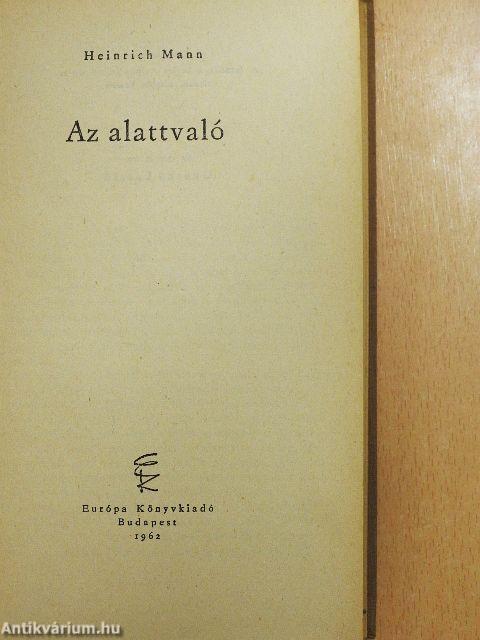 Heinrich Mann
Az alattvaló
Európa Könyvkiadó
Budapest
1962
Antikvárium.hu